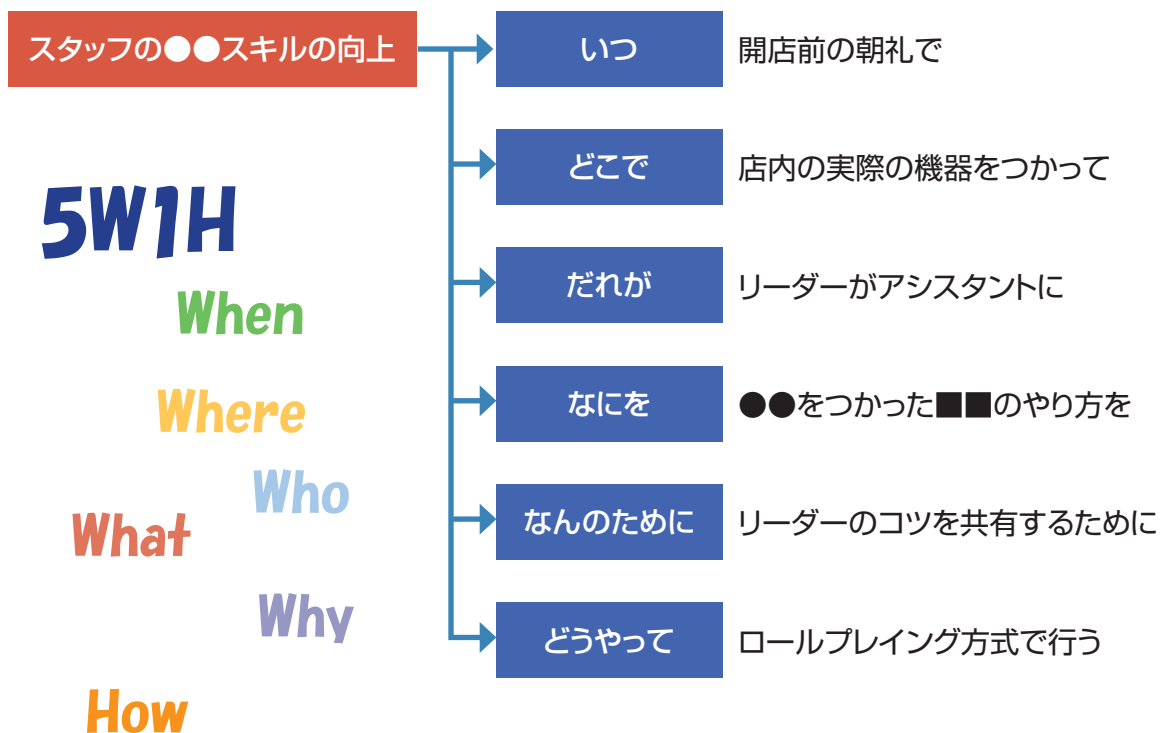 スタッフの●●スキルの向上
いつ
開店前の朝礼で
どこで
店内の実際の機器をつかって
だれが
リーダーがアシスタントに
なにを
●●をつかった■■のやり方を
なんのために
リーダーのコツを共有するために
どうやって
ロールプレイング方式で行う
5W1H
When
Where
Who
What
Why
How